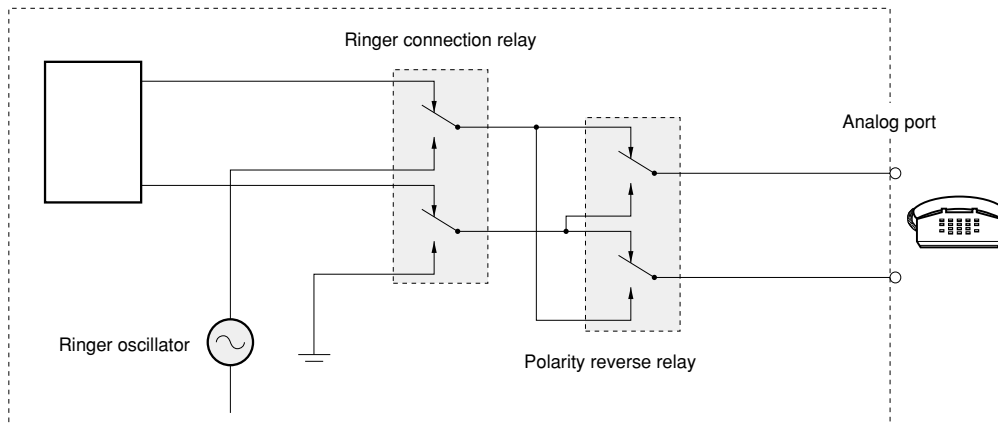 Ringer connection relay
Analog port
Ringer oscillator
Polarity reverse relay